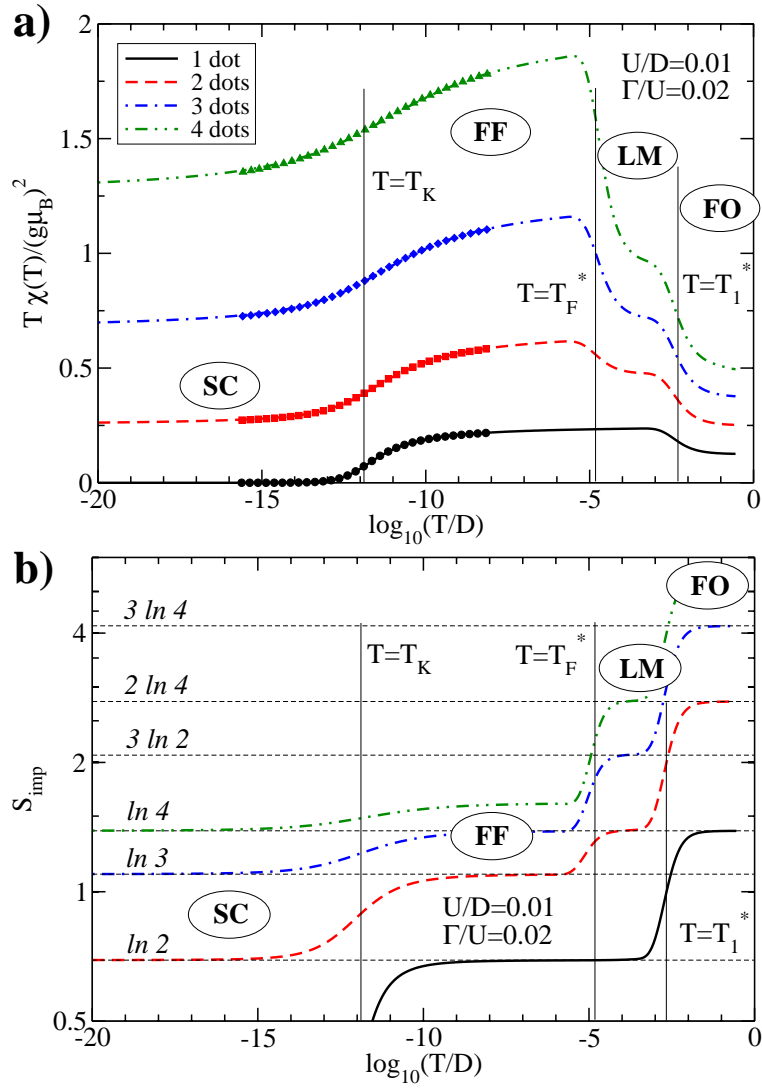 a)
2
1.5
1
0.5
0
T χ(T)/(gμ_B)^2
1 dot
2 dots
3 dots
4 dots
U/D=0.01
Γ/U=0.02
FF
LM
FO
SC
T=T_K
T=T_F^*
T=T_1^*
-20 -15 -10 -5 0
log_10(T/D)
b)
4
2
1
0.5
S_imp
3 ln 4
2 ln 4
3 ln 2
ln 4
ln 3
ln 2
T=T_K
T=T_F^*
FO
LM
FF
SC
U/D=0.01
Γ/U=0.02
T=T_1^*
-20 -15 -10 -5 0
log_10(T/D)